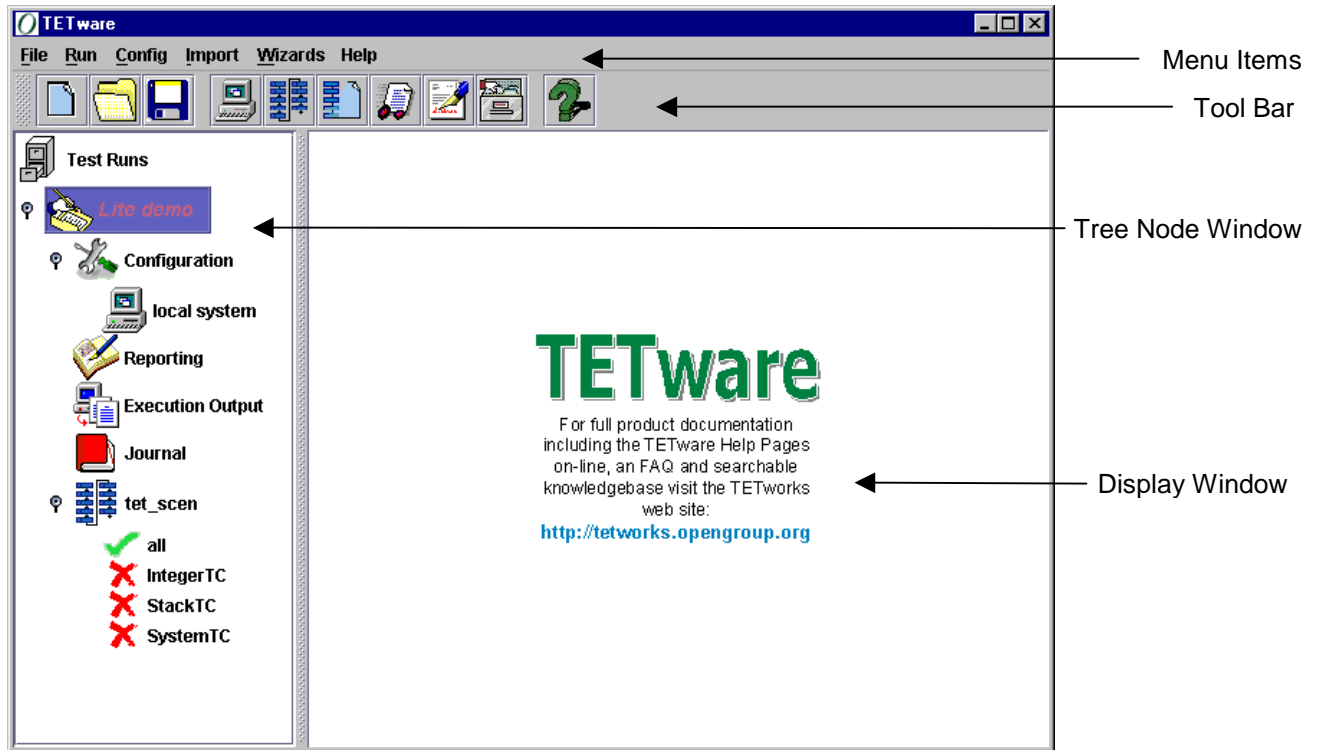 TETware
File Run Config Import Wizards Help
Menu Items
Tool Bar
Test Runs
Lite demo
Configuration
local system
Reporting
Execution Output
Journal
tet_scen
all
IntegerTC
StackTC
SystemTC
TETware
For full product documentation
including the TETware Help Pages
on-line, an FAQ and searchable
knowledgebase visit the TETworks
web site:
http://tetworks.opengroup.org
Tree Node Window
Display Window